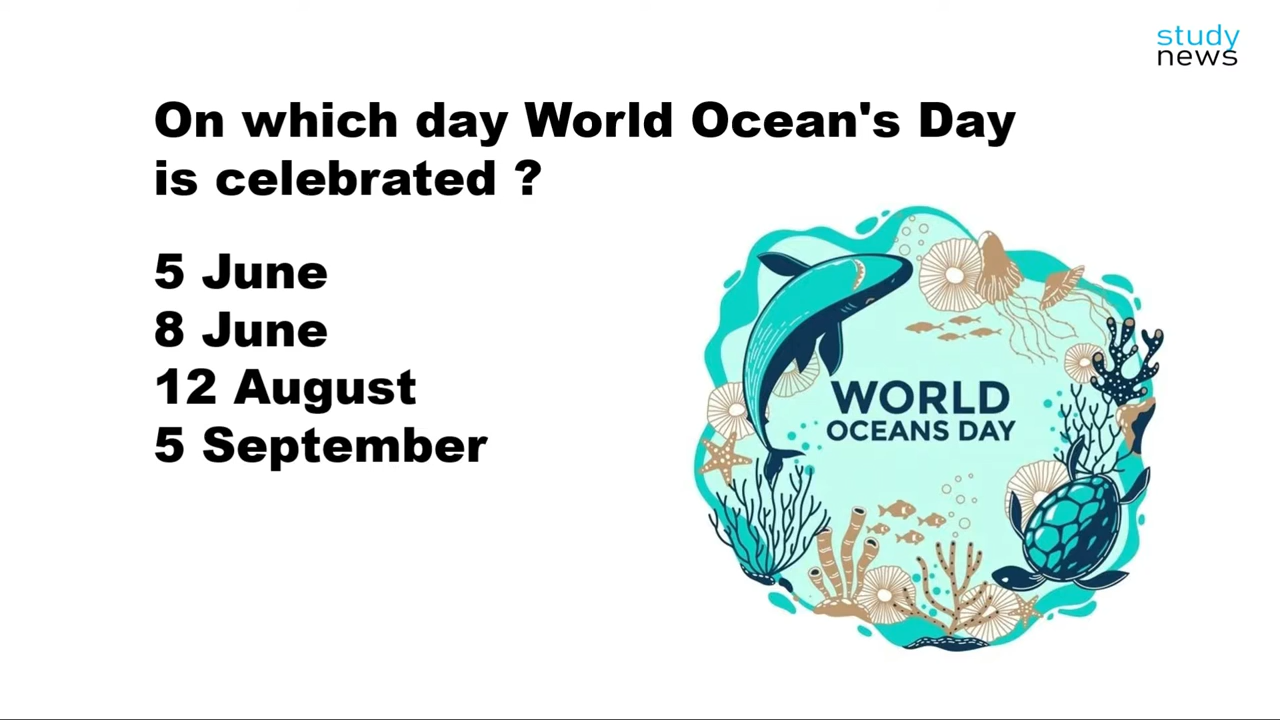 study
news
On which day World Ocean's Day
is celebrated ?
5 June
8 June
12 August
5 September
WORLD
OCEANS DAY